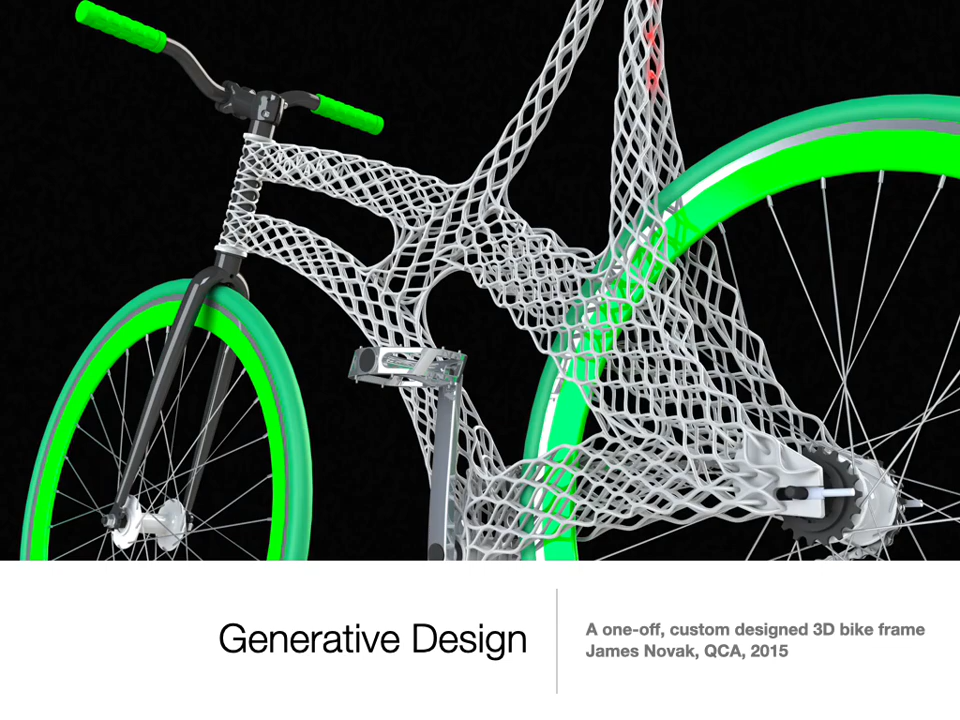 Generative Design
A one-off, custom designed 3D bike frame
James Novak, QCA, 2015